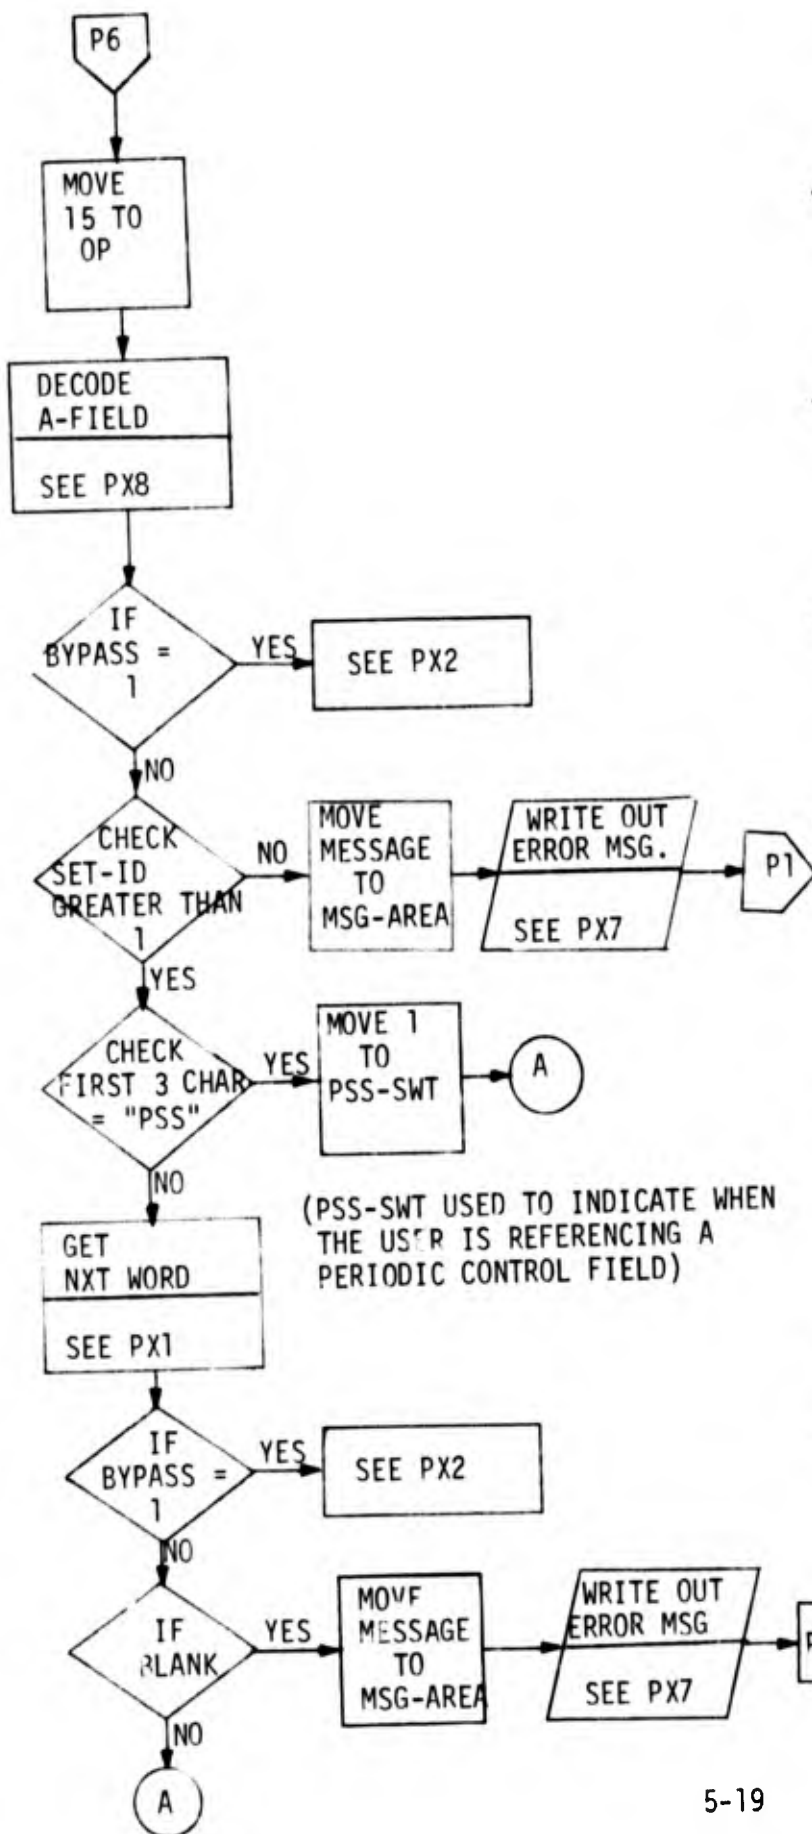 P6
MOVE
15 TO
OP
DECODE
A-FIELD
SEE PX8
IF
BYPASS =
1
YES
SEE PX2
NO
CHECK
SET-ID
GREATER THAN
1
NO
MOVE
MESSAGE
TO
MSG-AREA
WRITE OUT
ERROR MSG.
SEE PX7
P1
YES
CHECK
FIRST 3 CHAR
= "PSS"
YES
MOVE 1
TO
PSS-SWT
A
NO
(PSS-SWT USED TO INDICATE WHEN
THE USER IS REFERENCING A
PERIODIC CONTROL FIELD)
GET
NXT WORD
SEE PX1
IF
BYPASS =
1
YES
SEE PX2
NO
IF
BLANK
YES
MOVE
MESSAGE
TO
MSG-AREA
WRITE OUT
ERROR MSG
SEE PX7
NO
A
5-19